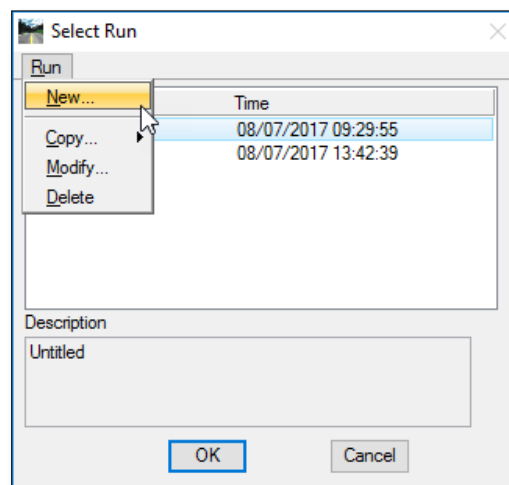 Select Run
Run
New...
Time
08/07/2017 09:29:55
Copy...
08/07/2017 13:42:39
Modify...
Delete
Description
Untitled
OK
Cancel